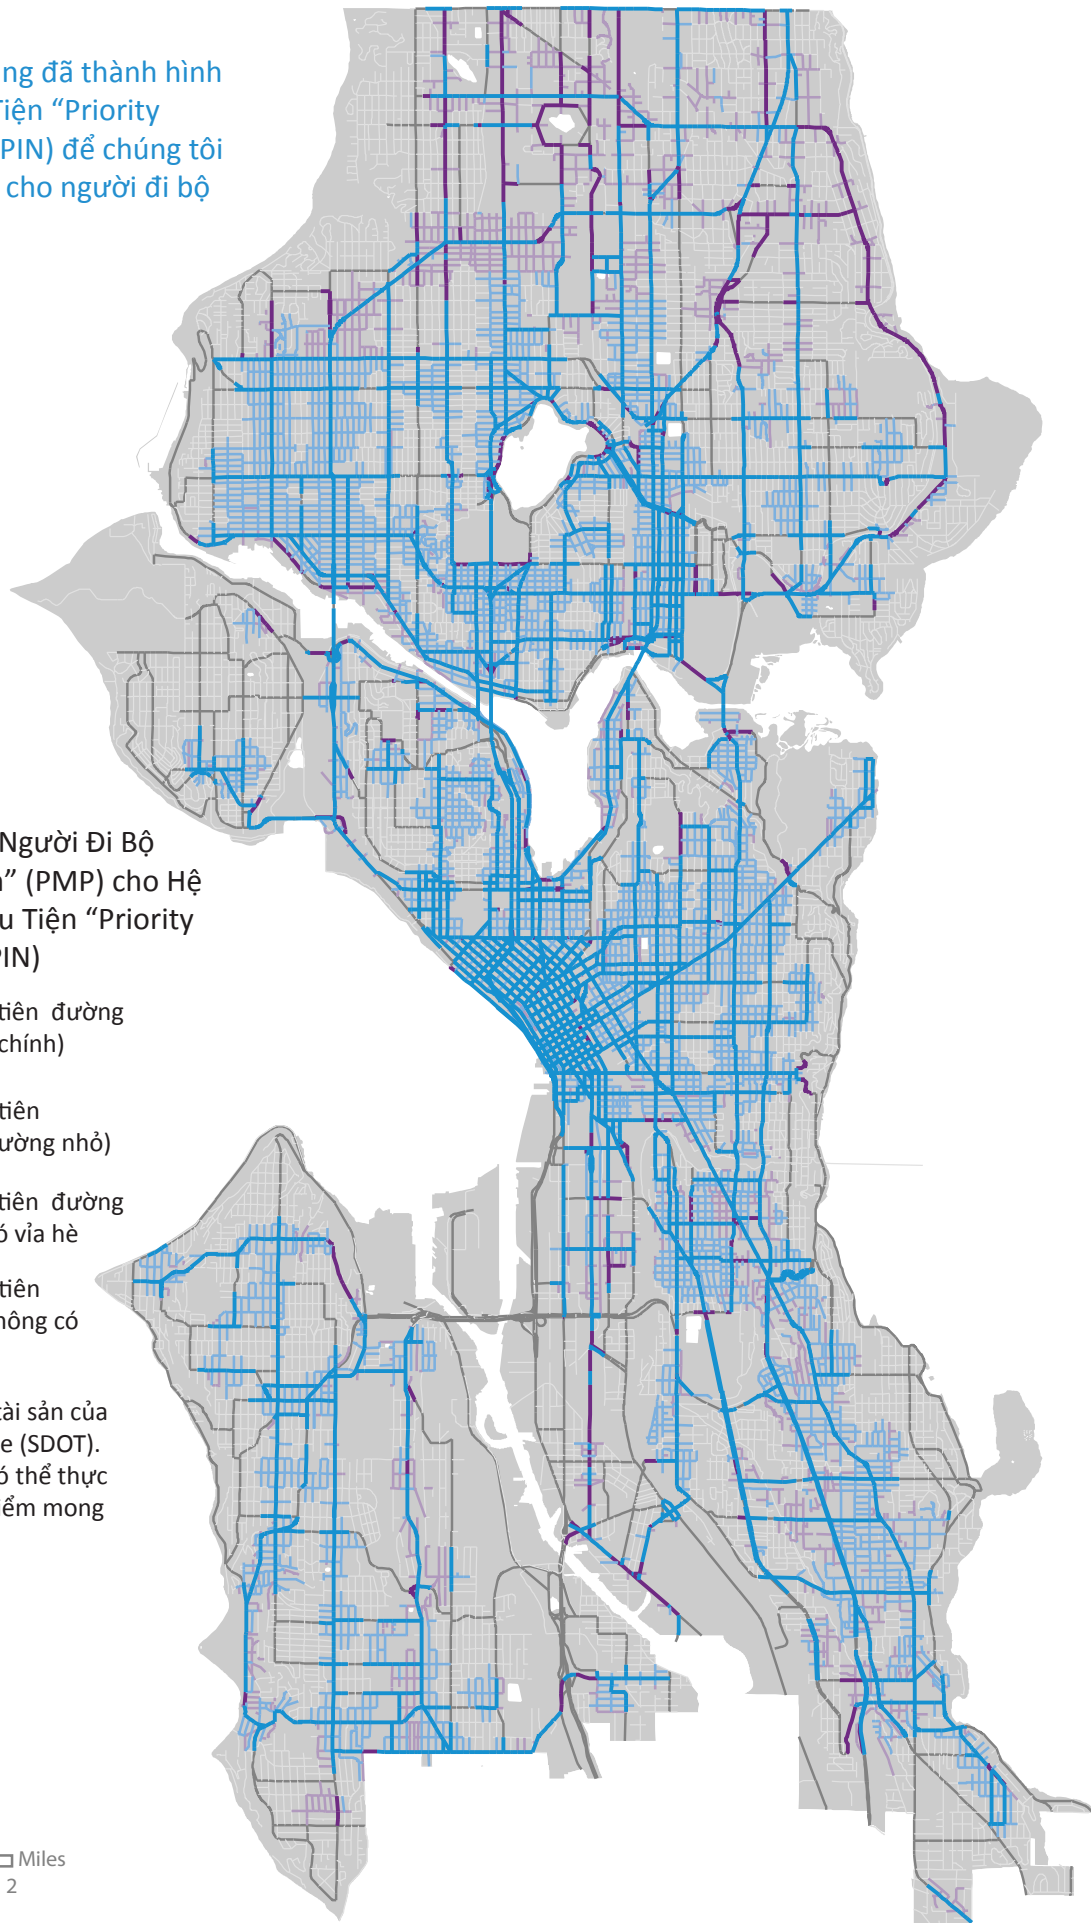 ng đã thành hình
Tiện “Priority
PIN) để chúng tôi
cho người đi bộ
Người Đi Bộ
” (PMP) cho Hệ
u Tiện “Priority
PIN)
tiên đường
chính)
tiên
ường nhỏ)
tiên đường
ó vỉa hè
tiên
hông có
tài sản của
e (SDOT).
ó thể thực
iểm mong
Miles
2